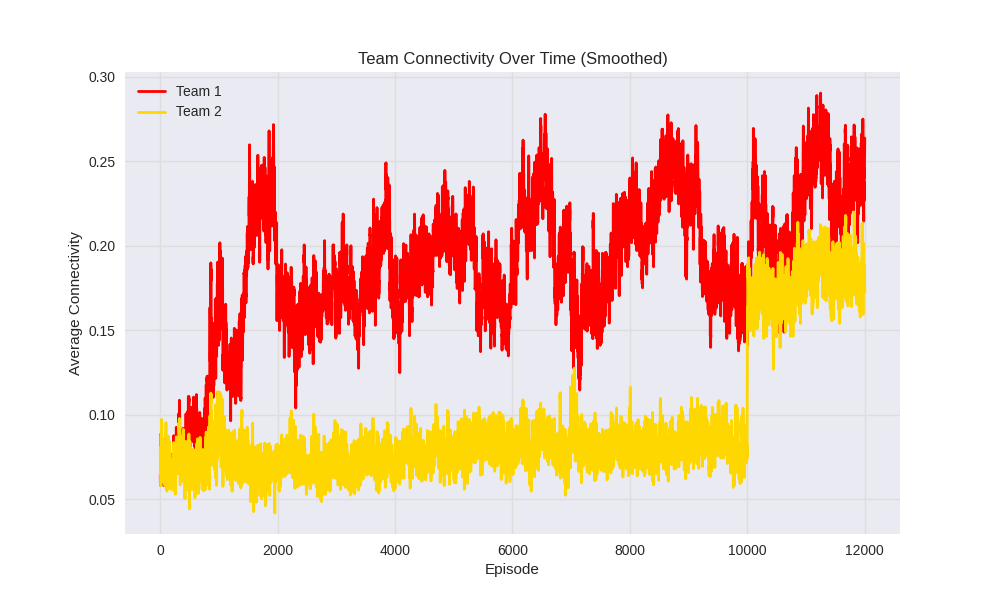 Team Connectivity Over Time (Smoothed)
Team 1
Team 2
Average Connectivity
0.30
0.25
0.20
0.15
0.10
0.05
0 2000 4000 6000 8000 10000 12000
Episode